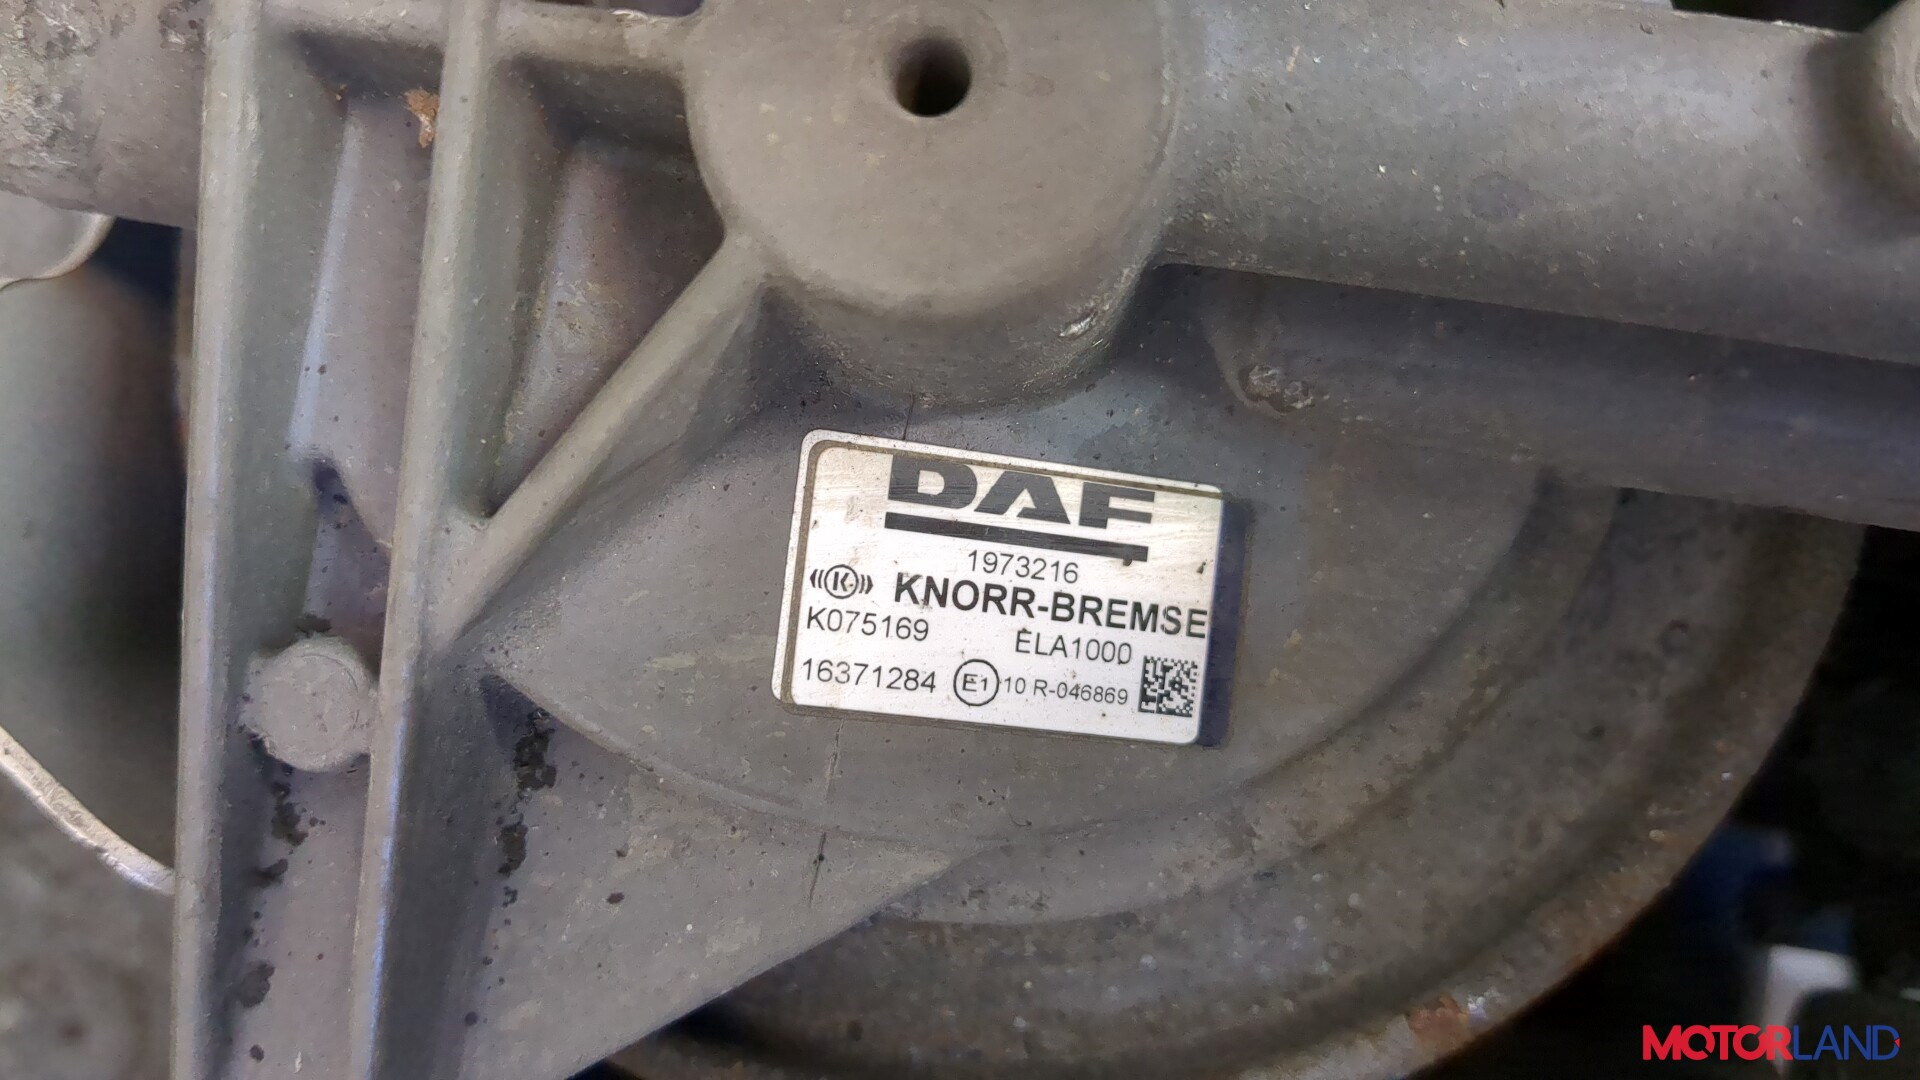 DAF
1973216
KNORR-BREMSE
K075169
ELA1000
16371284 E1 10 R-046869
MOTORLAND